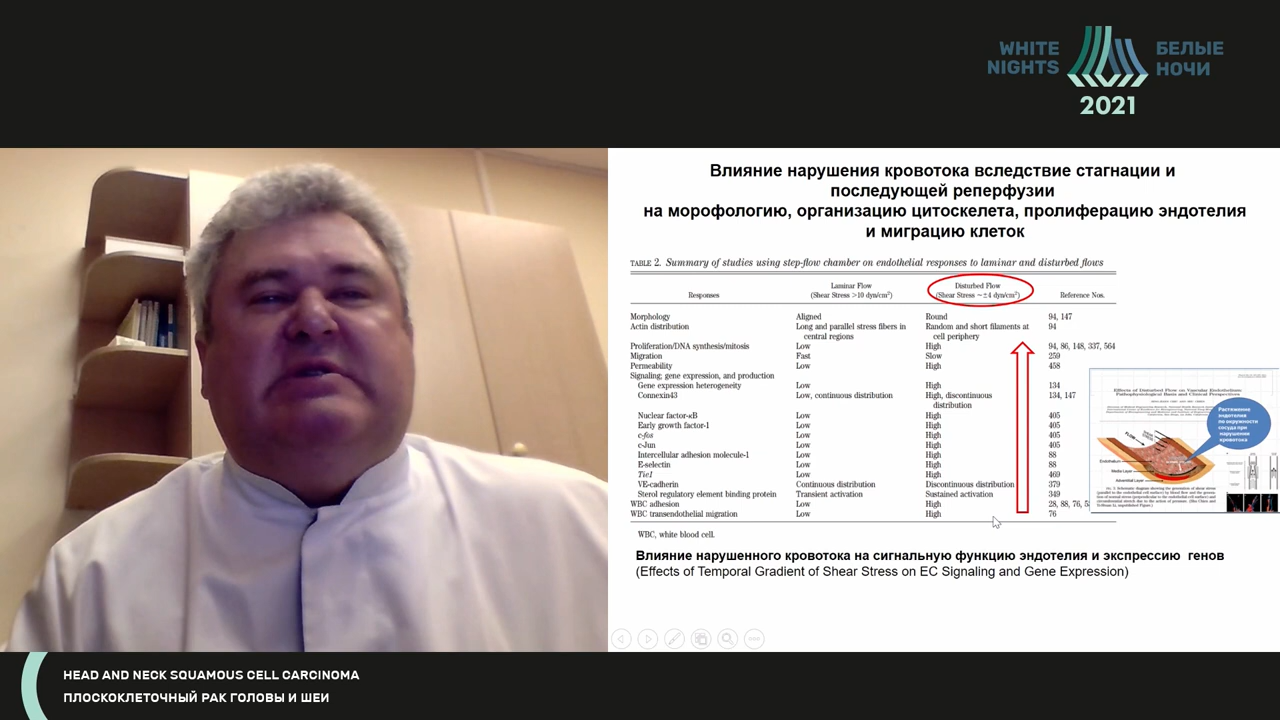 WHITE NIGHTS
БЕЛЫЕ НОЧИ
2021
Влияние нарушения кровотока вследствие стагнации и
последующей реперфузии
на морофологию, организацию цитоскелета, пролиферацию эндотелия
и миграцию клеток
TABLE 2. Summary of studies using step-flow chamber on endothelial responses to laminar and disturbed flows
Responses
Laminar Flow
(Shear Stress >10 dyn/cm²)
Disturbed Flow
(Shear Stress ~±4 dyn/cm²)
Reference Nos.
Morphology Aligned Round 94, 147
Actin distribution Long and parallel stress fibers in central regions Random and short filaments at cell periphery 94
Proliferation/DNA synthesis/mitosis Low High 94, 86, 148, 337, 564
Migration Fast Slow 259
Permeability Low High 458
Signaling; gene expression, and production
Gene expression heterogeneity Low High 134
Connexin43 Low, continuous distribution High, discontinuous distribution 134, 147
Nuclear factor-κB Low High 405
Early growth factor-1 Low High 405
c-fos Low High 405
c-Jun Low High 405
Intercellular adhesion molecule-1 Low High 88
E-selectin Low High 88
Tie1 Low High 469
VE-cadherin Continuous distribution Discontinuous distribution 379
Sterol regulatory element binding protein Transient activation Sustained activation 349
WBC adhesion Low High 28, 88, 76,
WBC transendothelial migration Low High 76
WBC, white blood cell.
Effects of Disturbed Flow on Vascular Endothelium:
Pathophysiological Basis and Clinical Perspectives
Растяжение
эндотелия
по окружности
сосуда при
нарушении
кровотока
FLOW
Endothelium
Media Layer
Adventitial Layer
Влияние нарушенного кровотока на сигнальную функцию эндотелия и экспрессию генов
(Effects of Temporal Gradient of Shear Stress on EC Signaling and Gene Expression)
HEAD AND NECK SQUAMOUS CELL CARCINOMA
ПЛОСКОКЛЕТОЧНЫЙ РАК ГОЛОВЫ И ШЕИ